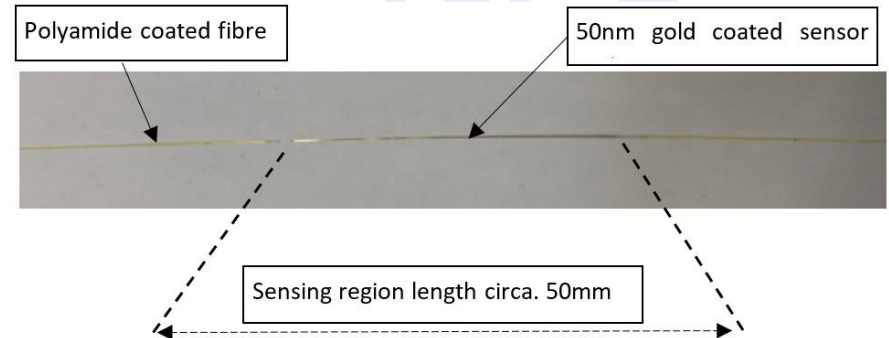 Polyamide coated fibre
50nm gold coated sensor
Sensing region length circa. 50mm